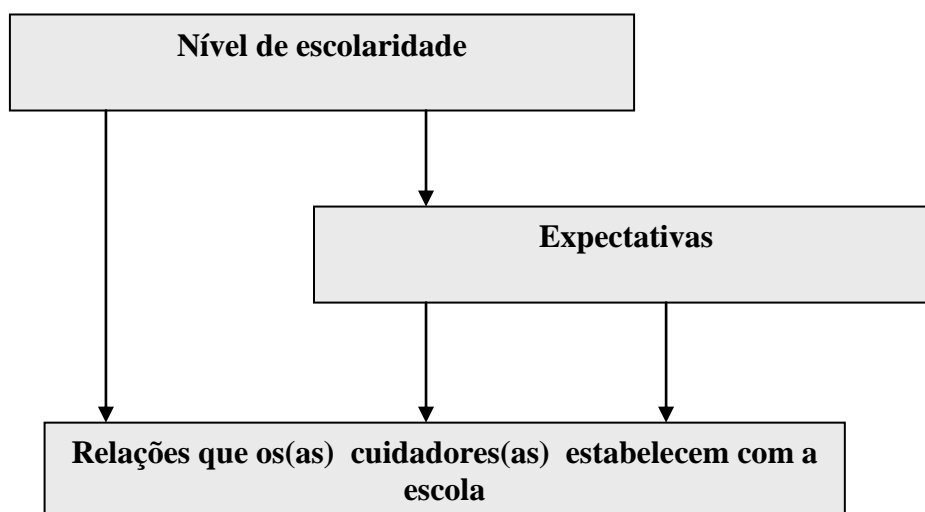 Nível de escolaridade
Expectativas
Relações que os(as) cuidadores(as) estabelecem com a
escola